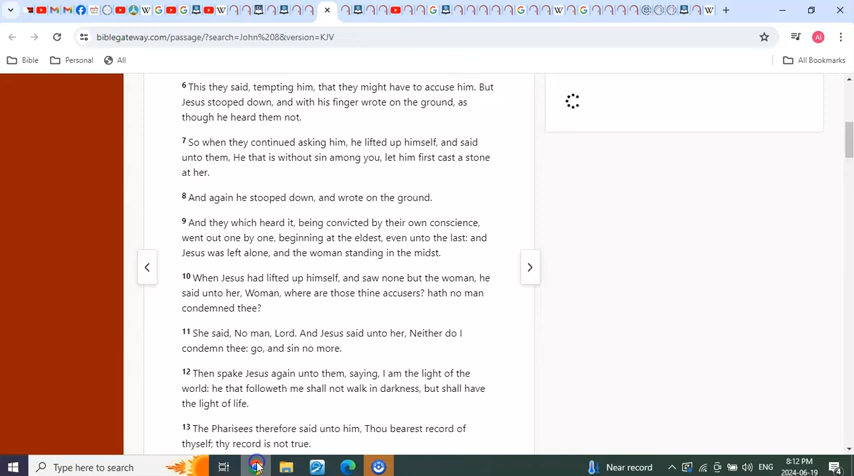 biblegateway.com/passage/?search=John%208&version=KJV
AI
Bible
Personal
All
All Bookmarks
6 This they said, tempting him, that they might have to accuse him. But
Jesus stooped down, and with his finger wrote on the ground, as
though he heard them not.
7 So when they continued asking him, he lifted up himself, and said
unto them, He that is without sin among you, let him first cast a stone
at her.
8 And again he stooped down, and wrote on the ground.
9 And they which heard it, being convicted by their own conscience,
went out one by one, beginning at the eldest, even unto the last: and
Jesus was left alone, and the woman standing in the midst.
10 When Jesus had lifted up himself, and saw none but the woman, he
said unto her, Woman, where are those thine accusers? hath no man
condemned thee?
11 She said, No man, Lord. And Jesus said unto her, Neither do I
condemn thee: go, and sin no more.
12 Then spake Jesus again unto them, saying, I am the light of the
world: he that followeth me shall not walk in darkness, but shall have
the light of life.
13 The Pharisees therefore said unto him, Thou bearest record of
thyself; thy record is not true.
Type here to search
Near record
ENG
8:12 PM
2024-06-19
4